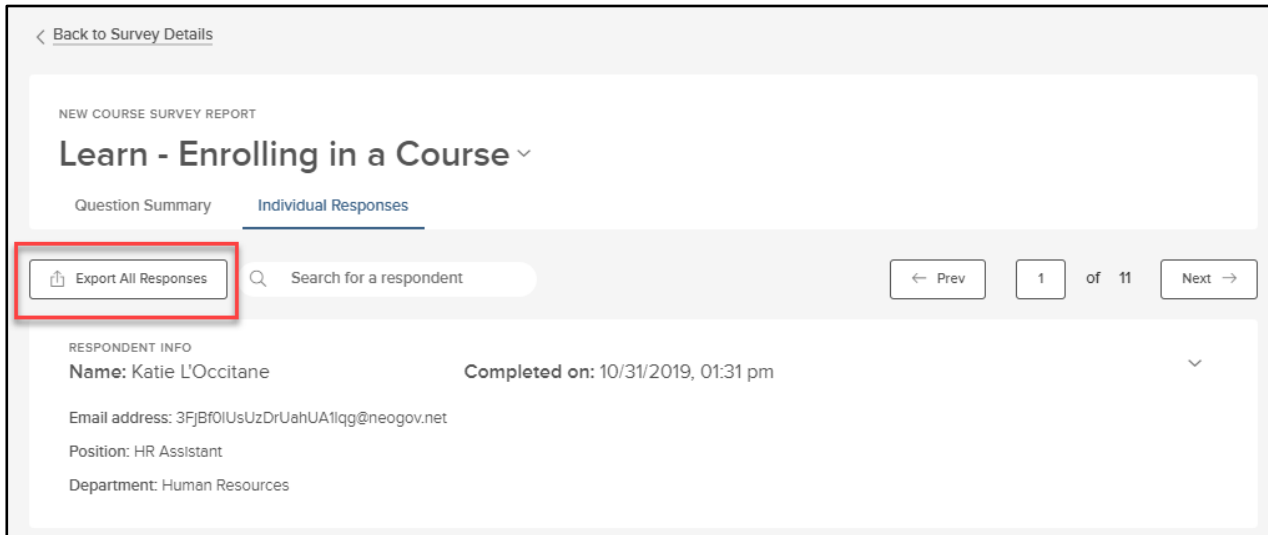 Back to Survey Details
NEW COURSE SURVEY REPORT
Learn - Enrolling in a Course
Question Summary Individual Responses
Export All Responses Search for a respondent Prev 1 of 11 Next
RESPONDENT INFO
Name: Katie L'Occitane Completed on: 10/31/2019, 01:31 pm
Email address: 3FjBf0IUsUzDrUahUA1Iqg@neogov.net
Position: HR Assistant
Department: Human Resources